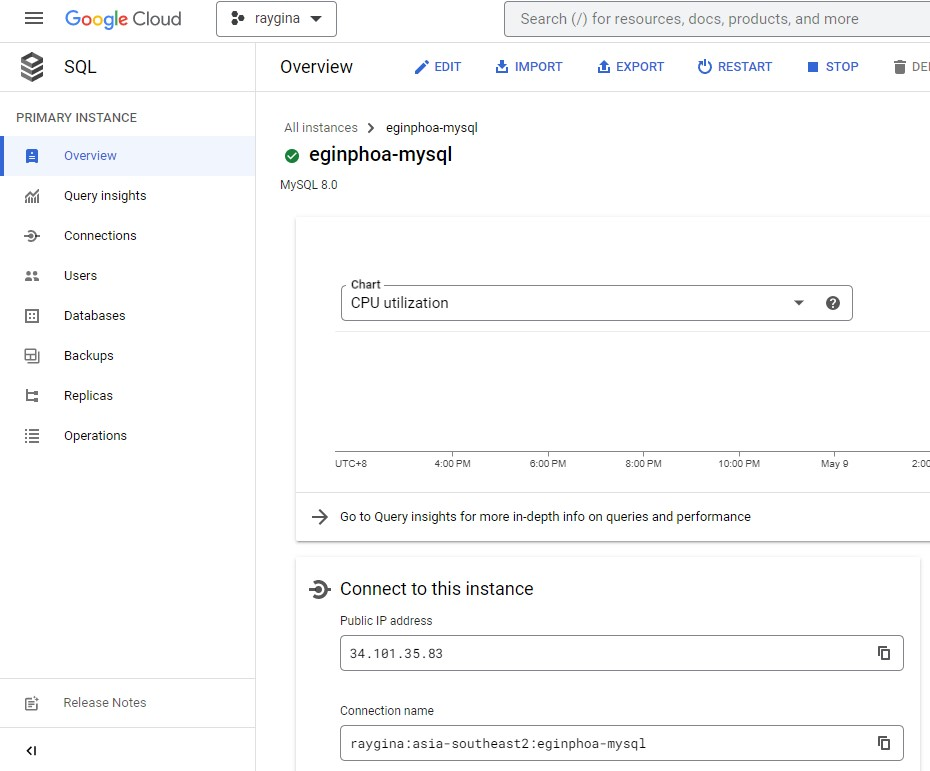 Google Cloud
raygina
Search (/) for resources, docs, products, and more
SQL
Overview
EDIT
IMPORT
EXPORT
RESTART
STOP
PRIMARY INSTANCE
Overview
Query insights
Connections
Users
Databases
Backups
Replicas
Operations
Release Notes
All instances
eginphoa-mysql
eginphoa-mysql
MySQL 8.0
Chart
CPU utilization
UTC+8
4:00 PM
6:00 PM
8:00 PM
10:00 PM
May 9
2:00
Go to Query insights for more in-depth info on queries and performance
Connect to this instance
Public IP address
34.101.35.83
Connection name
raygina:asia-southeast2:eginphoa-mysql